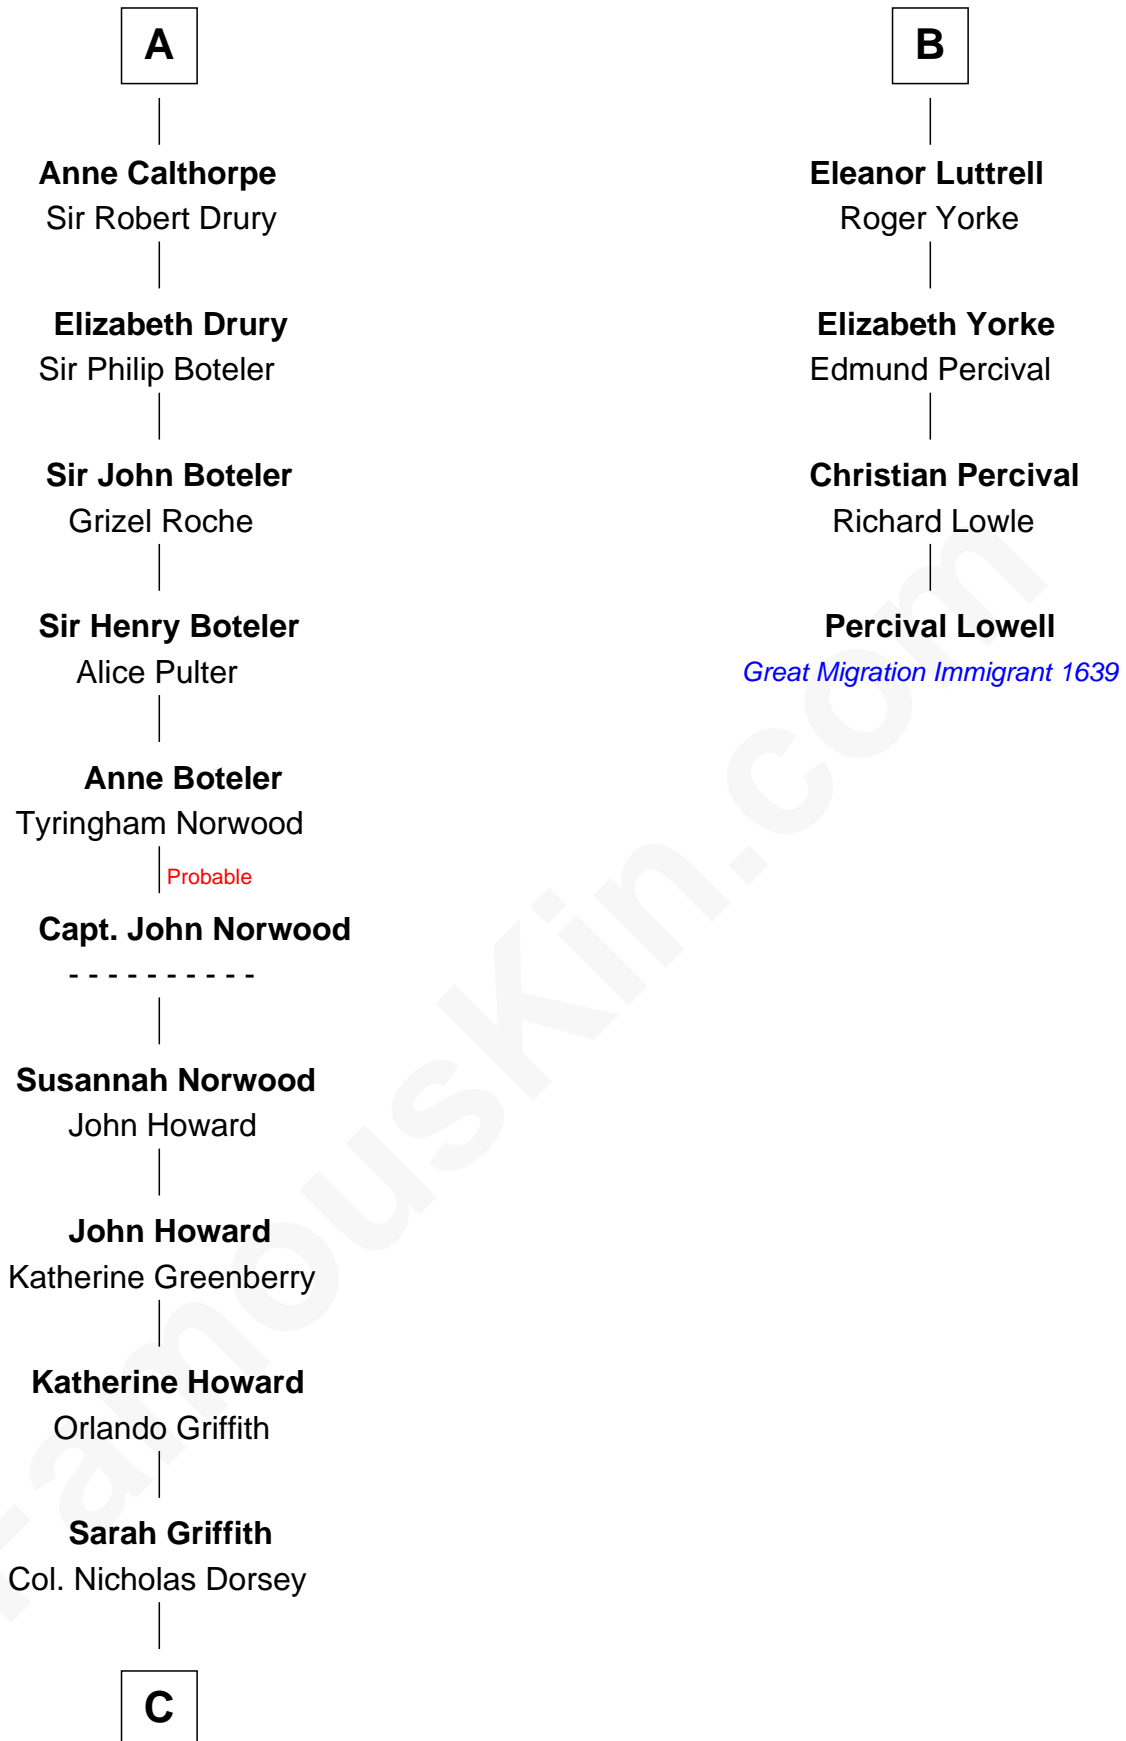 A
Anne Calthorpe
Sir Robert Drury
Elizabeth Drury
Sir Philip Boteler
Sir John Boteler
Grizel Roche
Sir Henry Boteler
Alice Pulter
Anne Boteler
Tyringham Norwood
Probable
Capt. John Norwood
- - - - - - - - - -
Susannah Norwood
John Howard
John Howard
Katherine Greenberry
Katherine Howard
Orlando Griffith
Sarah Griffith
Col. Nicholas Dorsey
C
B
Eleanor Luttrell
Roger Yorke
Elizabeth Yorke
Edmund Percival
Christian Percival
Richard Lowle
Percival Lowell
Great Migration Immigrant 1639
FamousKin.com